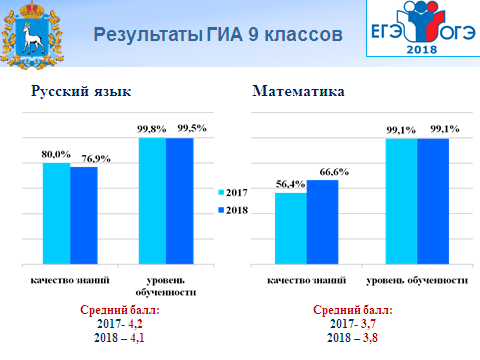 Результаты ГИА 9 классов
ЕГЭ ОГЭ
2018
Русский язык
Математика
80,0%
76,9%
99,8%
99,5%
56,4%
66,6%
99,1%
99,1%
2017
2018
качество знаний
уровень
обученности
качество знаний
уровень обученности
Средний балл:
2017- 4,2
2018 – 4,1
Средний балл:
2017- 3,7
2018 – 3,8